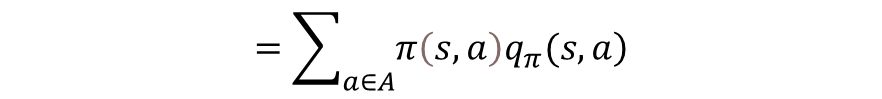 = ∑_{a∈A} π(s, a) q_π(s, a)